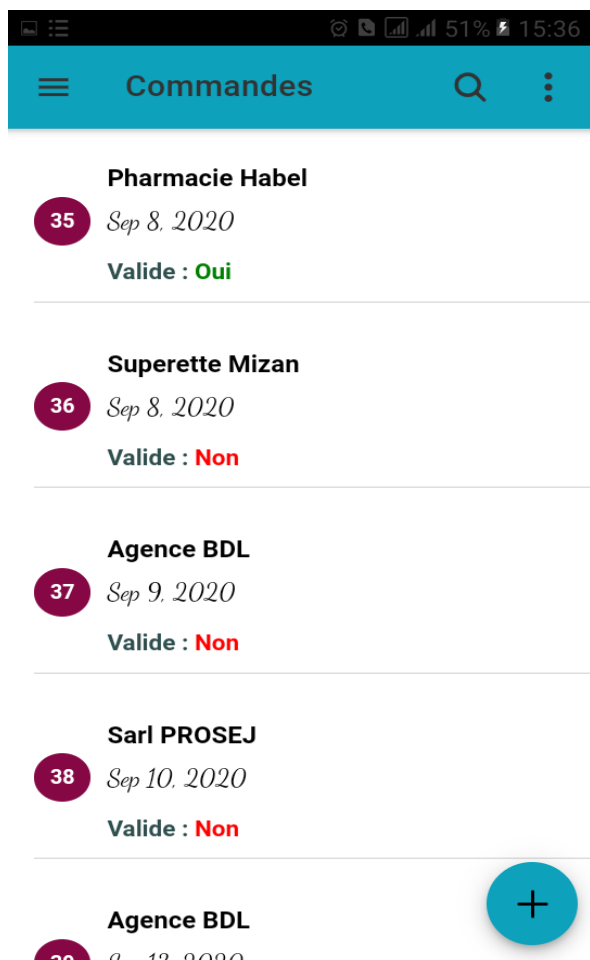 51% 15:36
Commandes
Pharmacie Habel
35
Sep 8, 2020
Valide : Oui
Superette Mizan
36
Sep 8, 2020
Valide : Non
Agence BDL
37
Sep 9, 2020
Valide : Non
Sarl PROSEJ
38
Sep 10, 2020
Valide : Non
Agence BDL